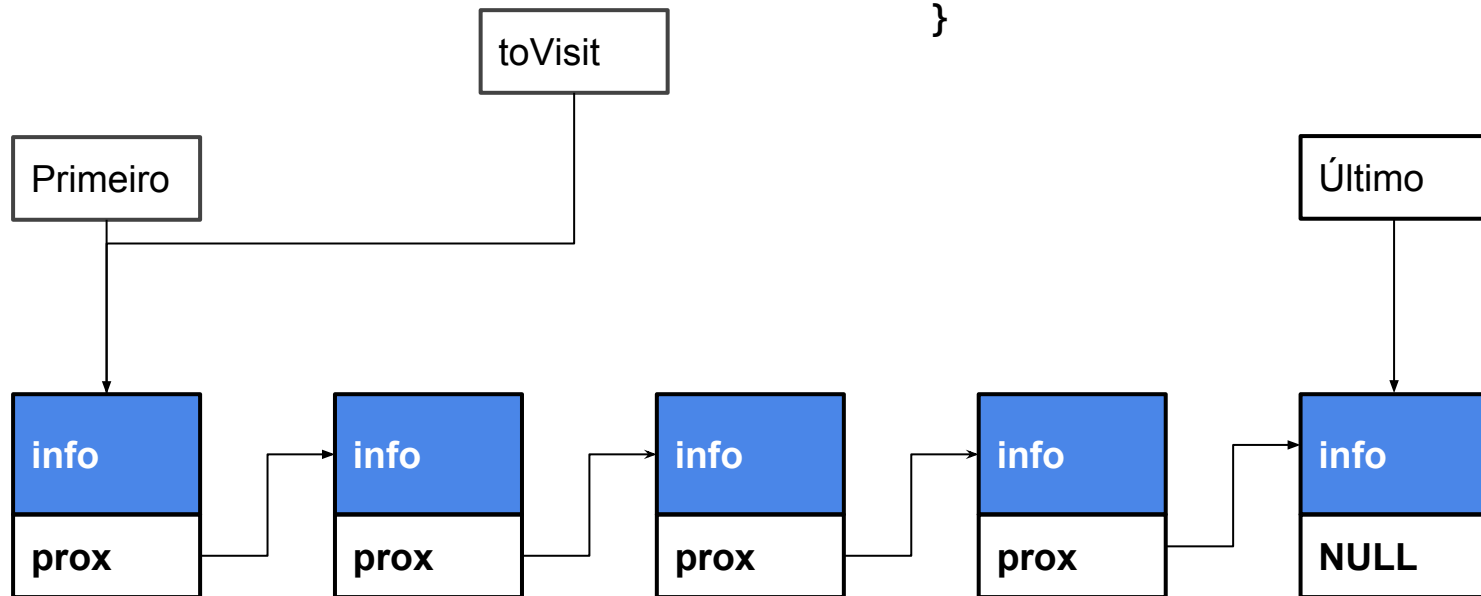 }
toVisit
Primeiro
Último
info
info
info
info
info
prox
prox
prox
prox
NULL